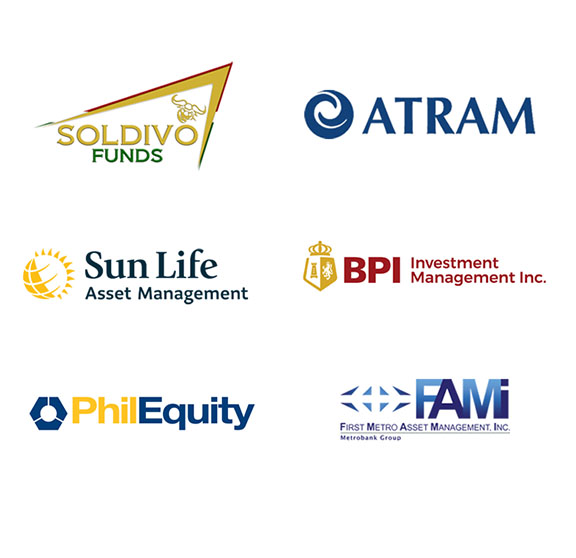 SOLDIVO
FUNDS
ATRAM
Sun Life
Asset Management
BPI Investment
Management Inc.
PhilEquity
FAMi
FIRST METRO ASSET MANAGEMENT, INC.
Metrobank Group